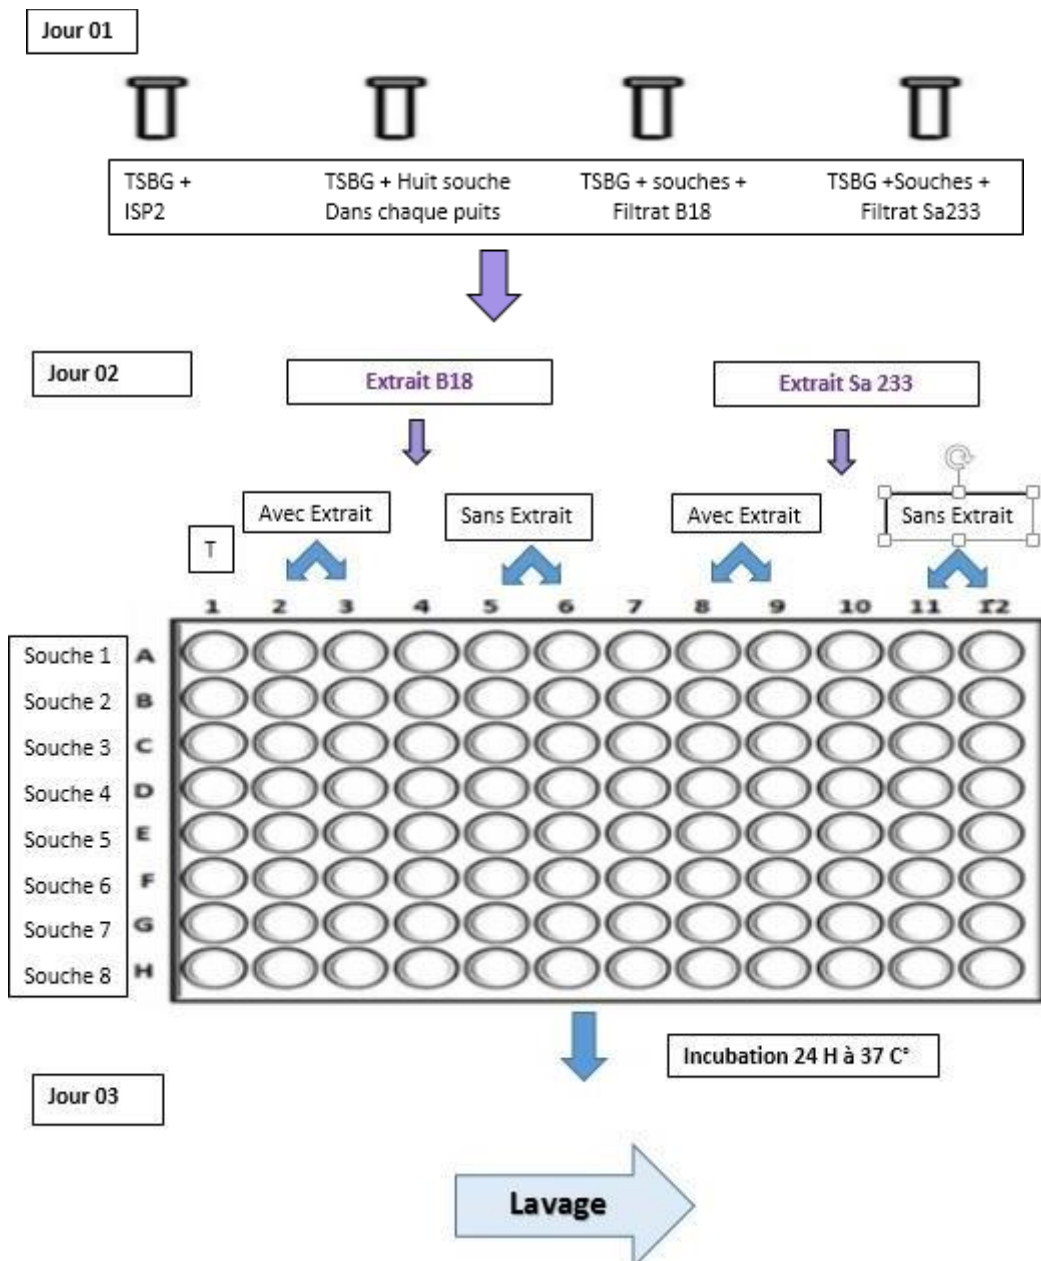 Jour 01
TSBG +
ISP2
TSBG + Huit souche
Dans chaque puits
TSBG + souches +
Filtrat B18
TSBG +Souches +
Filtrat Sa233
Jour 02
Extrait B18
Extrait Sa 233
Avec Extrait
Sans Extrait
Avec Extrait
Sans Extrait
T
1 2 3 4 5 6 7 8 9 10 11 12
Souche 1 A
Souche 2 B
Souche 3 C
Souche 4 D
Souche 5 E
Souche 6 F
Souche 7 G
Souche 8 H
Incubation 24 H à 37 C°
Jour 03
Lavage